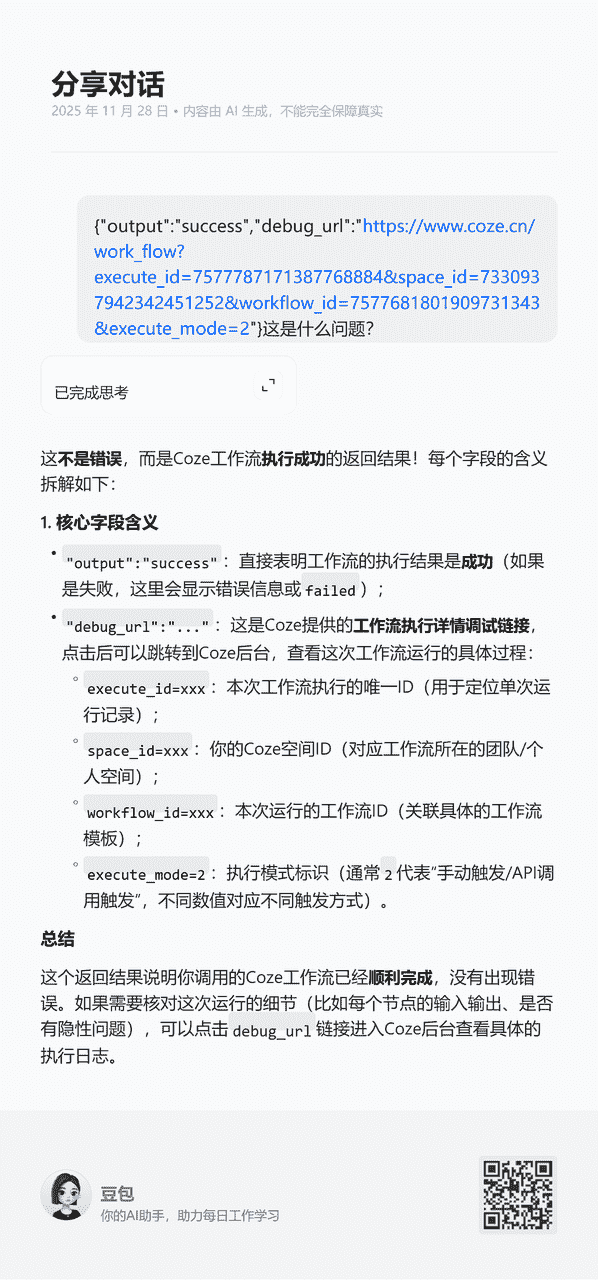 分享对话
2025 年 11 月 28 日 • 内容由 AI 生成，不能完全保障真实
{"output":"success","debug_url":"https://www.coze.cn/
work_flow?
execute_id=7577787171387768884&space_id=733093
7942342451252&workflow_id=7577681801909731343
&execute_mode=2"}这是什么问题？
已完成思考
这不是错误，而是Coze工作流执行成功的返回结果！每个字段的含义
拆解如下：
1. 核心字段含义
• "output":"success"：直接表明工作流的执行结果是成功（如果
是失败，这里会显示错误信息或 failed）；
• "debug_url":"..."：这是Coze提供的工作流执行详情调试链接，
点击后可以跳转到Coze后台，查看这次工作流运行的具体过程：
◦ execute_id=xxx：本次工作流执行的唯一ID（用于定位单次运
行记录）；
◦ space_id=xxx：你的Coze空间ID（对应工作流所在的团队/个
人空间）；
◦ workflow_id=xxx：本次运行的工作流ID（关联具体的工作流
模板）；
◦ execute_mode=2：执行模式标识（通常 2 代表“手动触发/API调
用触发”，不同数值对应不同触发方式）。
总结
这个返回结果说明你调用的Coze工作流已经顺利完成，没有出现错
误。如果需要核对这次运行的细节（比如每个节点的输入输出、是否
有隐性问题），可以点击 debug_url 链接进入Coze后台查看具体的
执行日志。
豆包
你的AI助手，助力每日工作学习